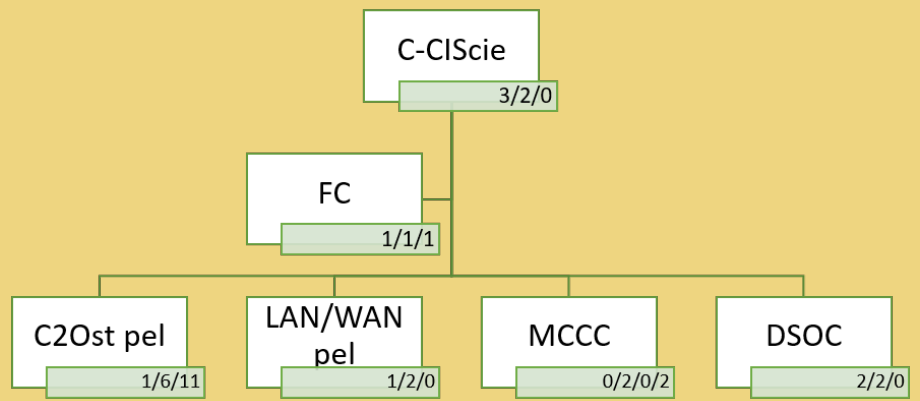 C-CIScie
3/2/0
FC
1/1/1
C2Ost pel
1/6/11
LAN/WAN
pel
1/2/0
MCCC
0/2/0/2
DSOC
2/2/0